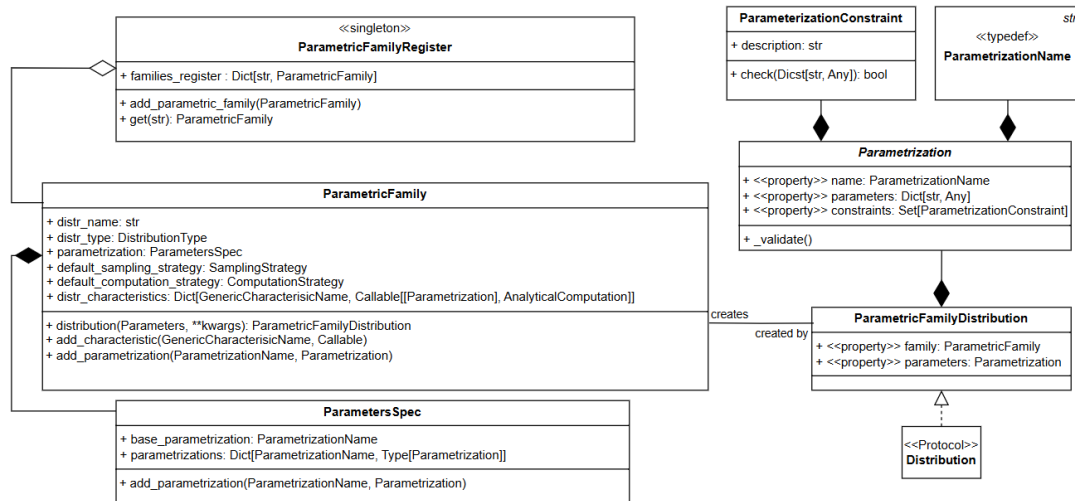 <<singleton>>
ParametricFamilyRegister
+ families_register : Dict[str, ParametricFamily]
+ add_parametric_family(ParametricFamily)
+ get(str): ParametricFamily
ParameterizationConstraint
+ description: str
+ check(Dicst[str, Any]): bool
str
<<typedef>>
ParametrizationName
Parametrization
+ <<property>> name: ParametrizationName
+ <<property>> parameters: Dict[str, Any]
+ <<property>> constraints: Set[ParametrizationConstraint]
+ _validate()
ParametricFamily
+ distr_name: str
+ distr_type: DistributionType
+ parametrization: ParametersSpec
+ default_sampling_strategy: SamplingStrategy
+ default_computation_strategy: ComputationStrategy
+ distr_characteristics: Dict[GenericCharacterisicName, Callable[[Parametrization], AnalyticalComputation]]
+ distribution(Parameters, **kwargs): ParametricFamilyDistribution
+ add_characteristic(GenericCharacterisicName, Callable)
+ add_parametrization(ParametrizationName, Parametrization)
creates
created by
ParametricFamilyDistribution
+ <<property>> family: ParametricFamily
+ <<property>> parameters: Parametrization
ParametersSpec
+ base_parametrization: ParametrizationName
+ parametrizations: Dict[ParametrizationName, Type[Parametrization]]
+ add_parametrization(ParametrizationName, Parametrization)
<<Protocol>>
Distribution